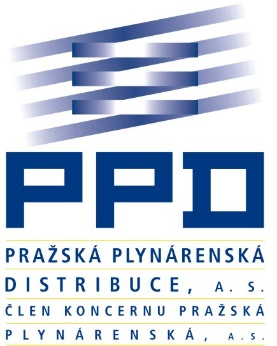 PPD
PRAŽSKÁ PLYNÁRENSKÁ
DISTRIBUCE, A. S.
ČLEN KONCERNU PRAŽSKÁ
PLYNÁRENSKÁ, A.S.